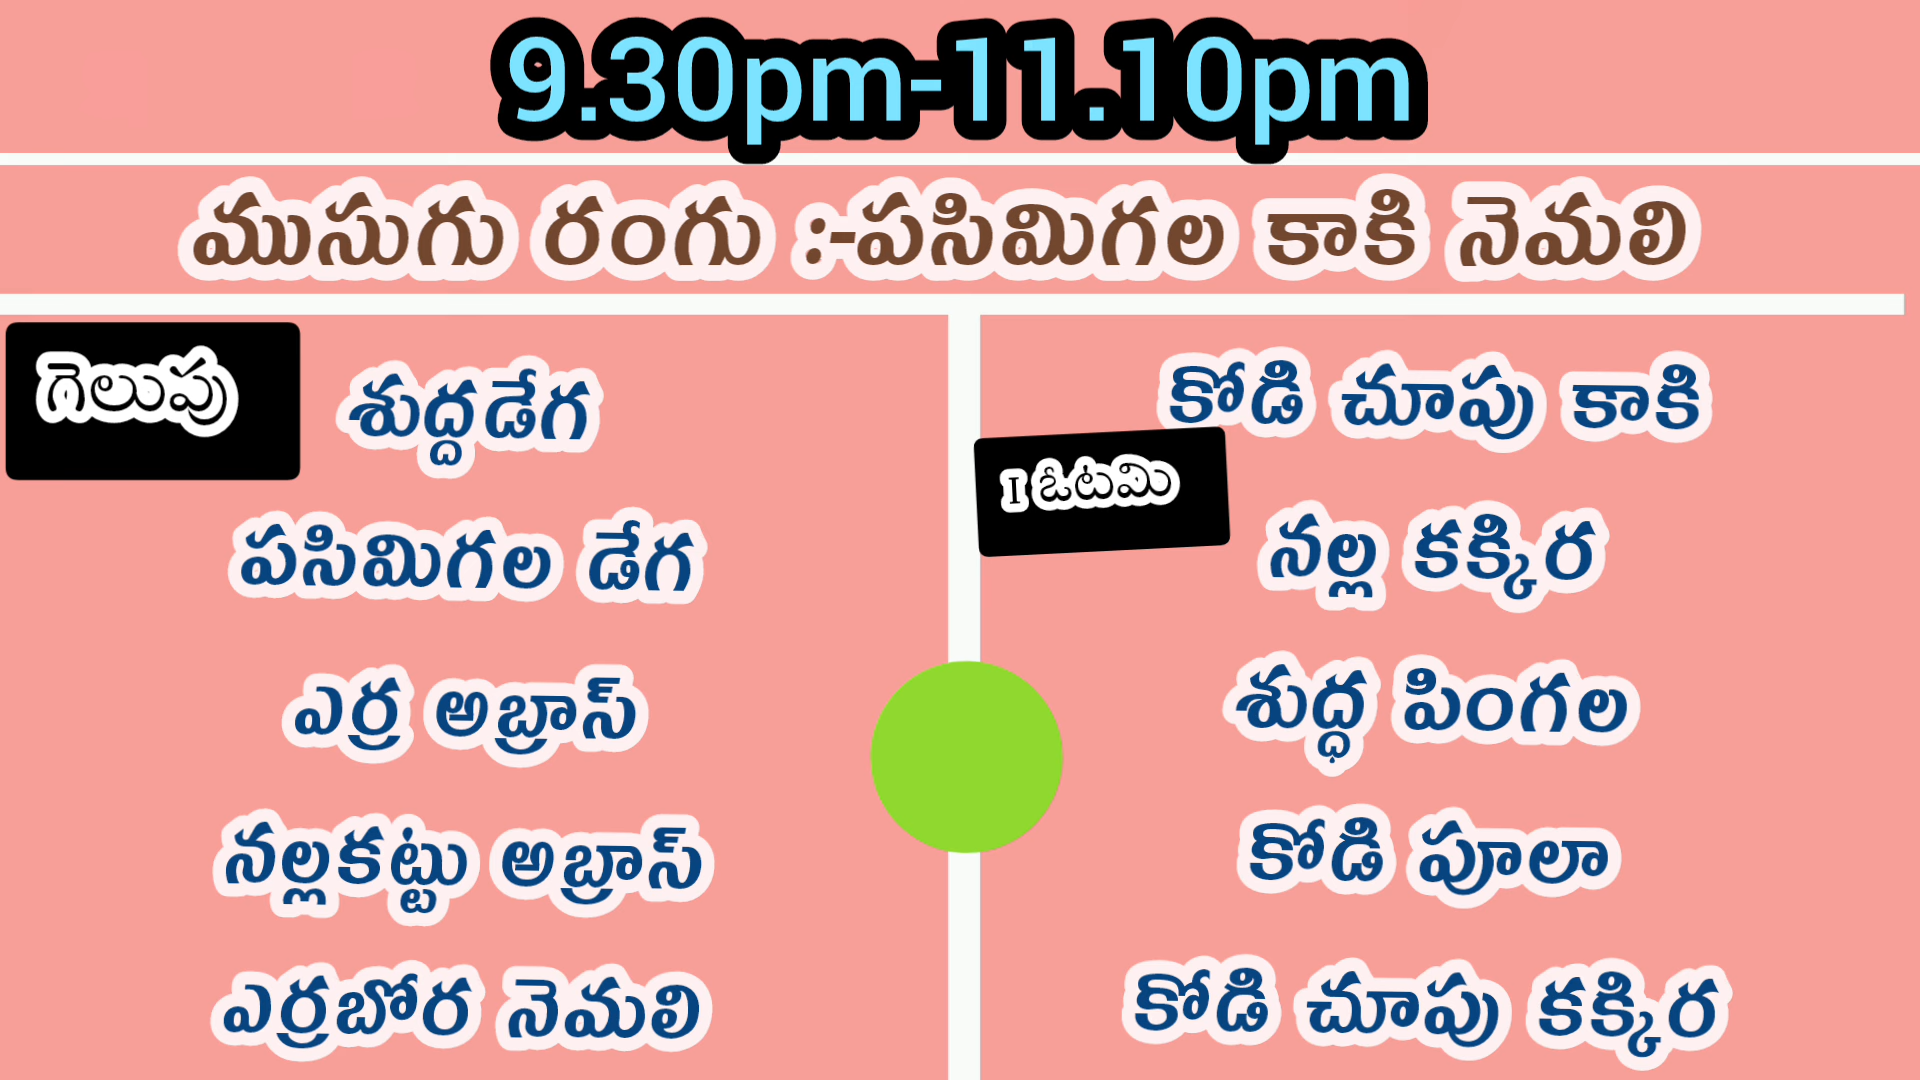 9.30pm-11.10pm
ముసుగు రంగు :-పసిమిగల కాకి నెమలి
గెలుపు
శుద్దడేగ
పసిమిగల డేగ
ఎర్ర అబ్రాస్
నల్లకట్టు అబ్రాస్
ఎర్రబోర నెమలి
కోడి చూపు కాకి
I ఓటమి
నల్ల కక్కిర
శుద్ధ పింగల
కోడి పూలా
కోడి చూపు కక్కిర